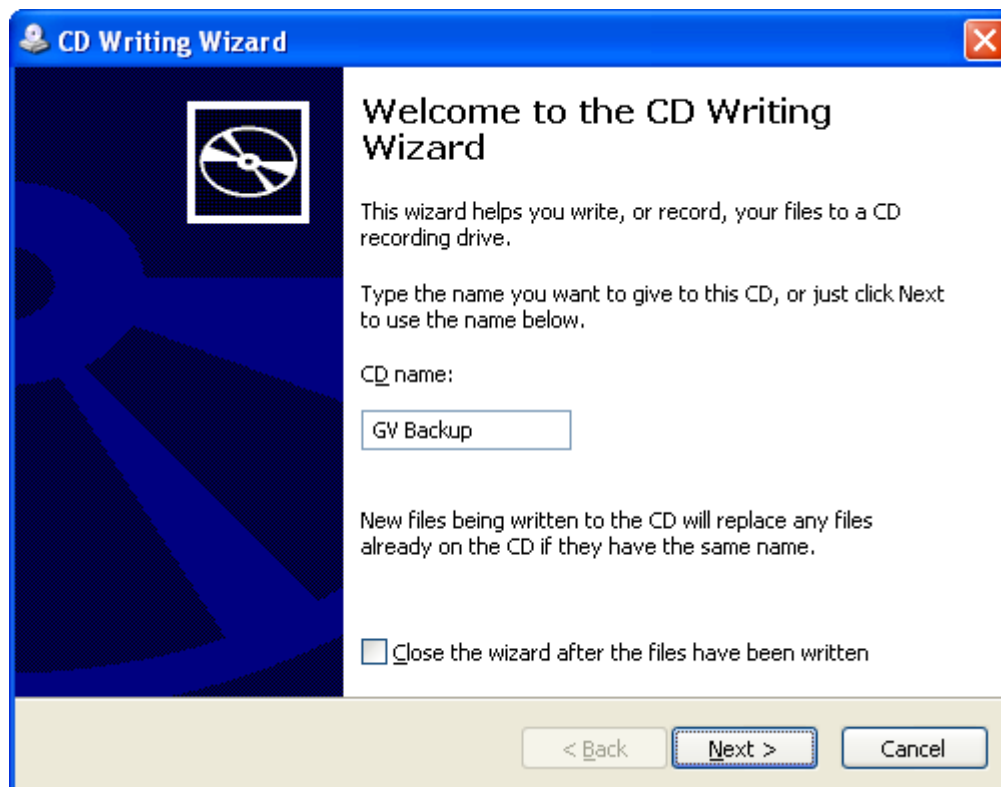 CD Writing Wizard
Welcome to the CD Writing
Wizard
This wizard helps you write, or record, your files to a CD
recording drive.
Type the name you want to give to this CD, or just click Next
to use the name below.
CD name:
GV Backup
New files being written to the CD will replace any files
already on the CD if they have the same name.
Close the wizard after the files have been written
< Back Next > Cancel